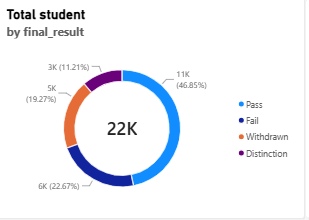 Total student
by final_result
3K (11.21%)
11K
(46.85%)
5K
(19.27%)
22K
6K (22.67%)
Pass
Fail
Withdrawn
Distinction